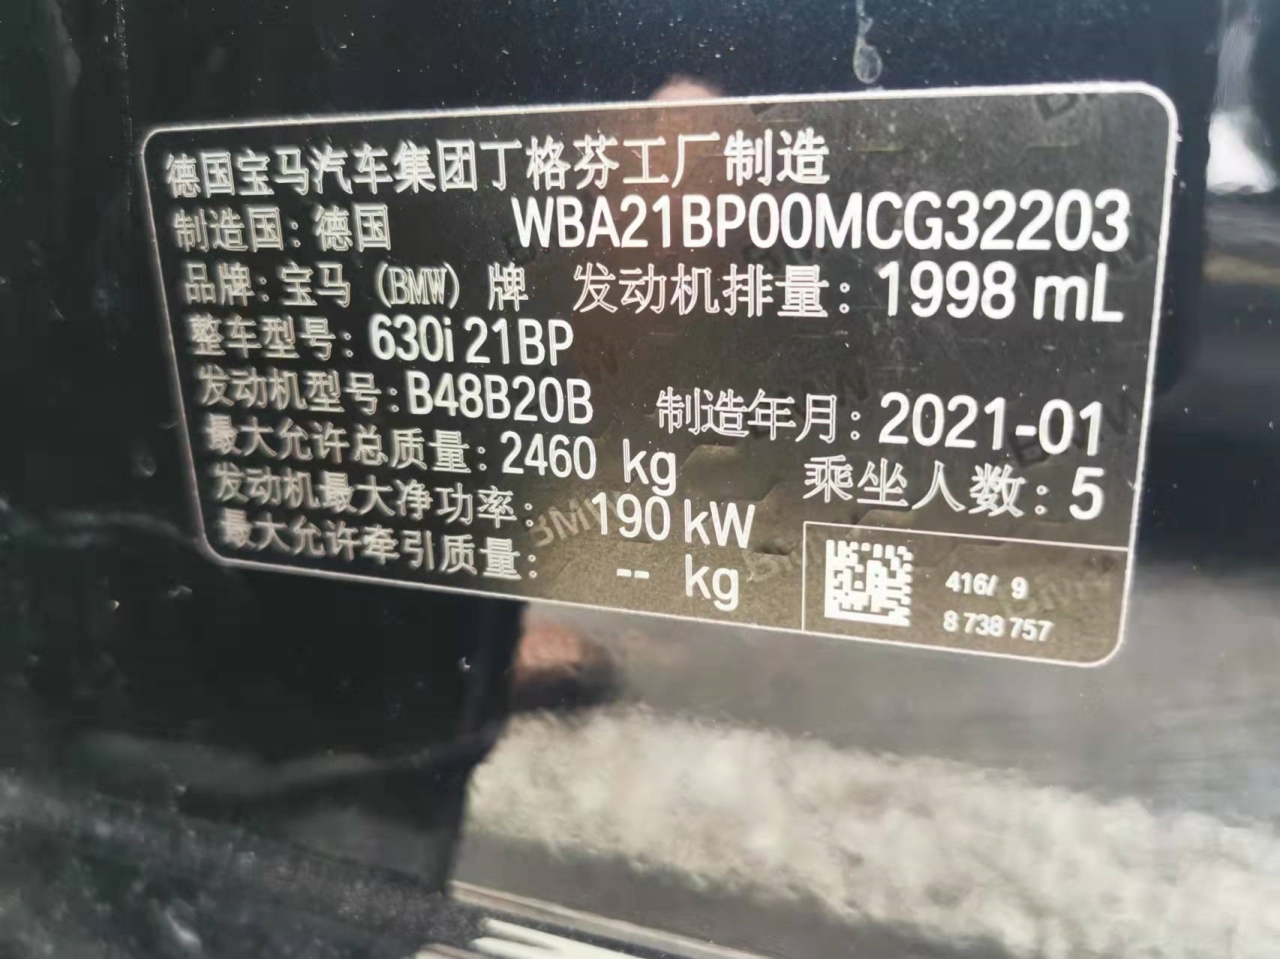 德国宝马汽车集团丁格芬工厂制造
制造国：德国 WBA21BP00MCG32203
品牌：宝马 (BMW) 牌 发动机排量：1998 mL
整车型号：630i 21BP
发动机型号：B48B20B 制造年月：2021-01
最大允许总质量：2460 kg 乘坐人数：5
发动机最大净功率：190 kW
最大允许牵引质量： -- kg
416/ 9
8 738 757